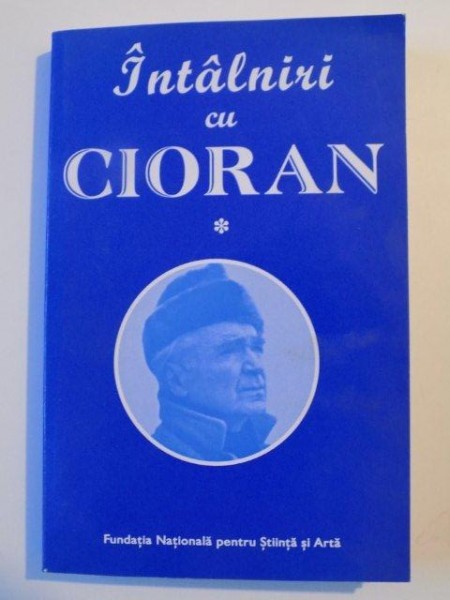 Întâlniri
cu
CIORAN
*
Fundația Națională pentru Știință și Artă